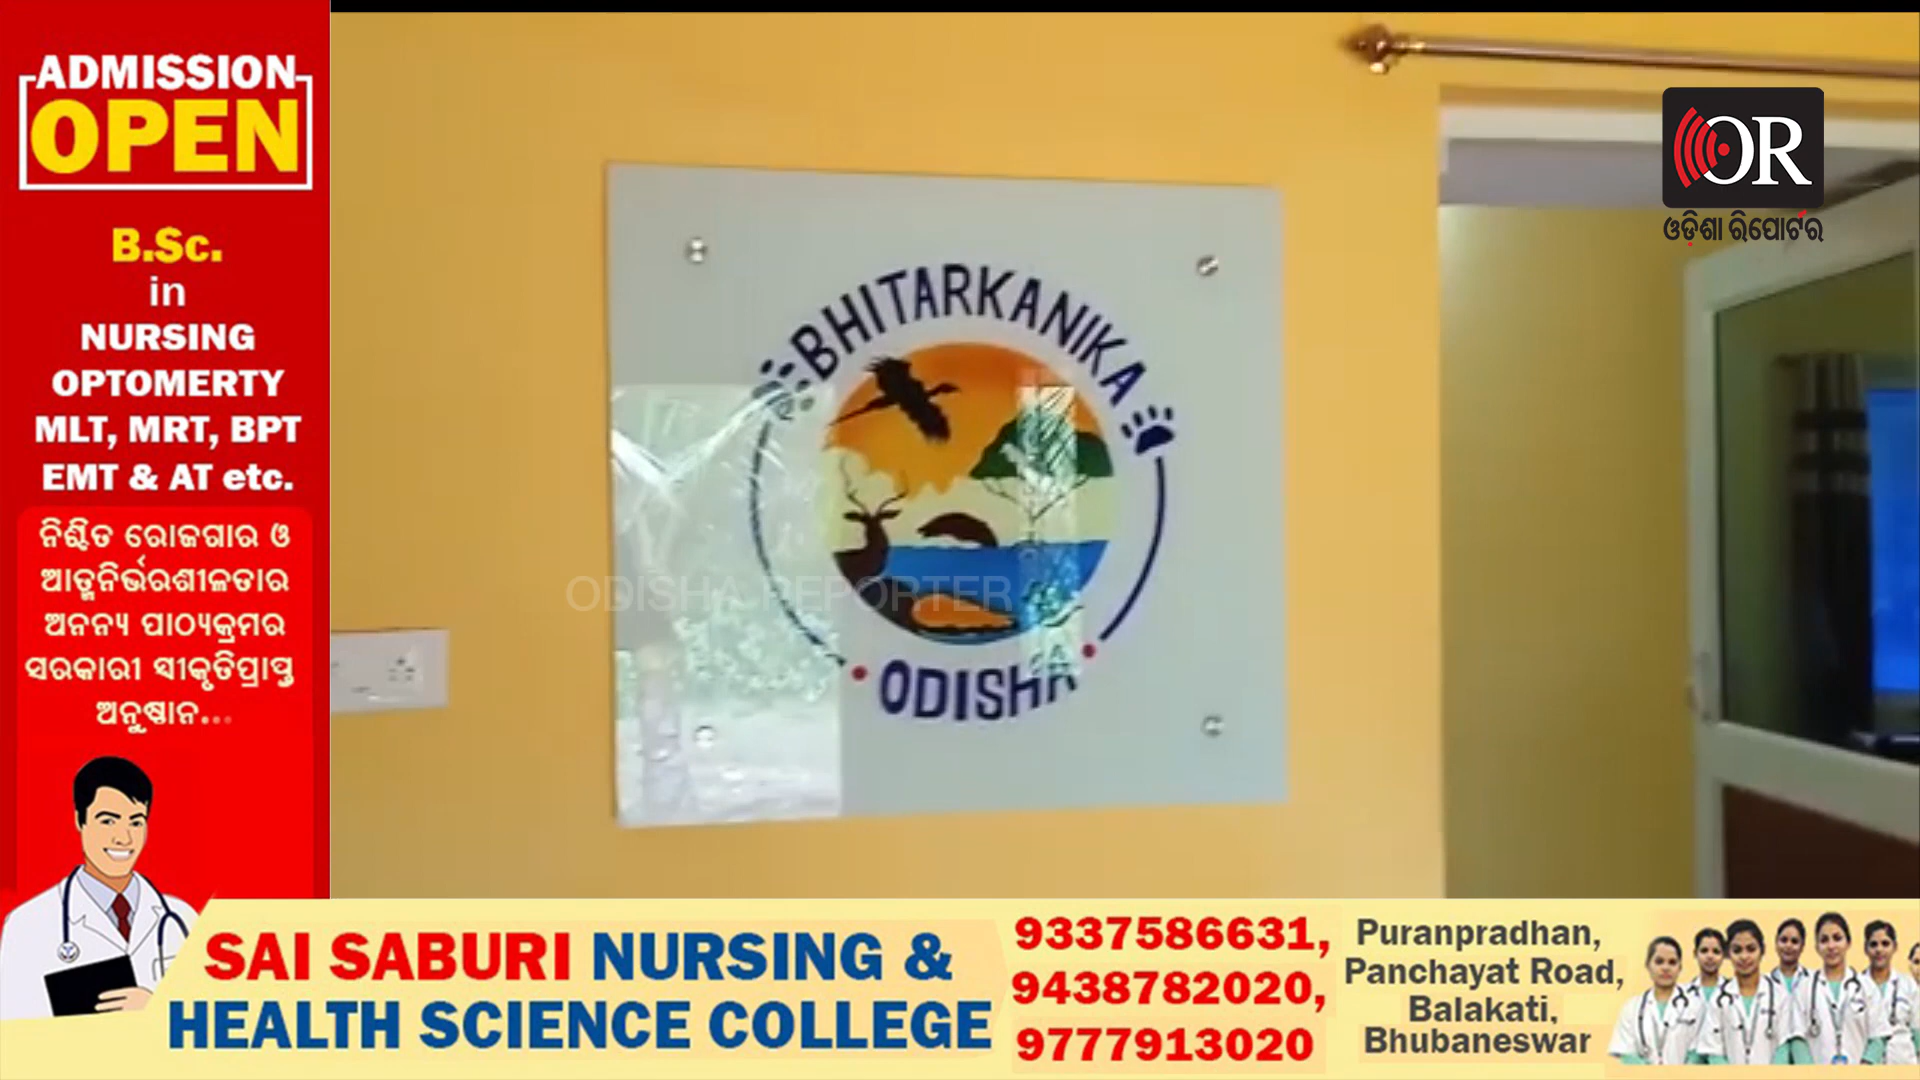 ADMISSION
OPEN
B.Sc.
in
NURSING
OPTOMERTY
MLT, MRT, BPT
EMT & AT etc.
ନିଶ୍ଚିତ ରୋଜଗାର ଓ
ଆତ୍ମନିର୍ଭରଶୀଳତାର
ଅନନ୍ୟ ପାଠ୍ୟକ୍ରମର
ସରକାରୀ ସ୍ୱୀକୃତିପ୍ରାପ୍ତ
ଅନୁଷ୍ଠାନ...
BHITARKANIKA
ODISHA
ODISHA REPORTER
OR
ଓଡ଼ିଶା ରିପୋର୍ଟର
SAI SABURI NURSING &
HEALTH SCIENCE COLLEGE
9337586631,
9438782020,
9777913020
Puranpradhan,
Panchayat Road,
Balakati,
Bhubaneswar